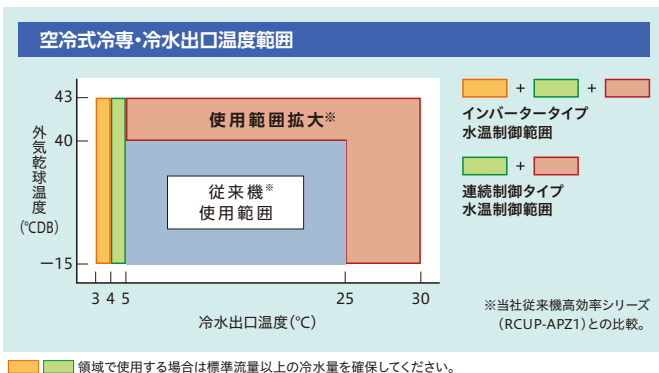 空冷式冷専・冷水出口温度範囲
43
40
−15
外気乾球温度
(℃DB)
使用範囲拡大※
従来機※
使用範囲
3 4 5 25 30
冷水出口温度(℃)
+ +
インバータータイプ
水温制御範囲
+
連続制御タイプ
水温制御範囲
※当社従来機高効率シリーズ
(RCUP-APZ1)との比較。
領域で使用する場合は標準流量以上の冷水量を確保してください。